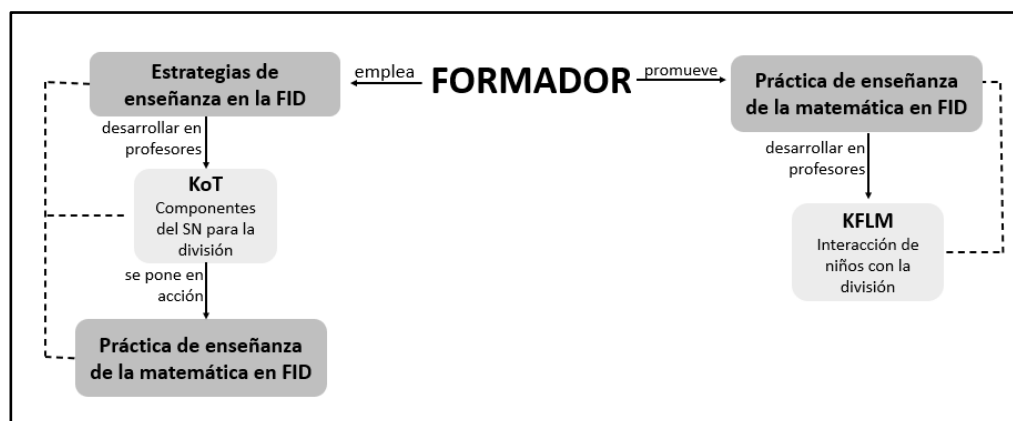 FORMADOR
emplea
Estrategias de
enseñanza en la FID
desarrollar en
profesores
KoT
Componentes
del SN para la
división
se pone en
acción
Práctica de enseñanza
de la matemática en FID
promueve
Práctica de enseñanza
de la matemática en FID
desarrollar en
profesores
KFLM
Interacción de
niños con la
división